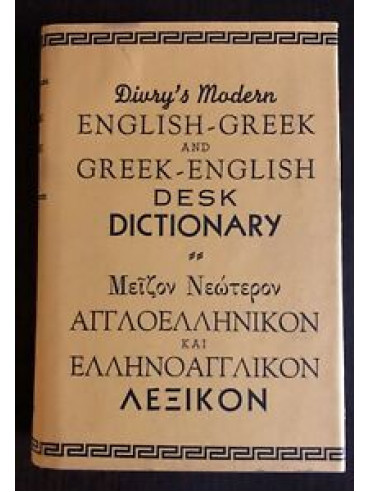 Divry's Modern
ENGLISH-GREEK
AND
GREEK-ENGLISH
DESK
DICTIONARY
Μεῖζον Νεώτερον
ΑΓΓΛΟΕΛΛΗΝΙΚΟΝ
ΚΑΙ
ΕΛΛΗΝΟΑΓΓΛΙΚΟΝ
ΛΕΞΙΚΟΝ